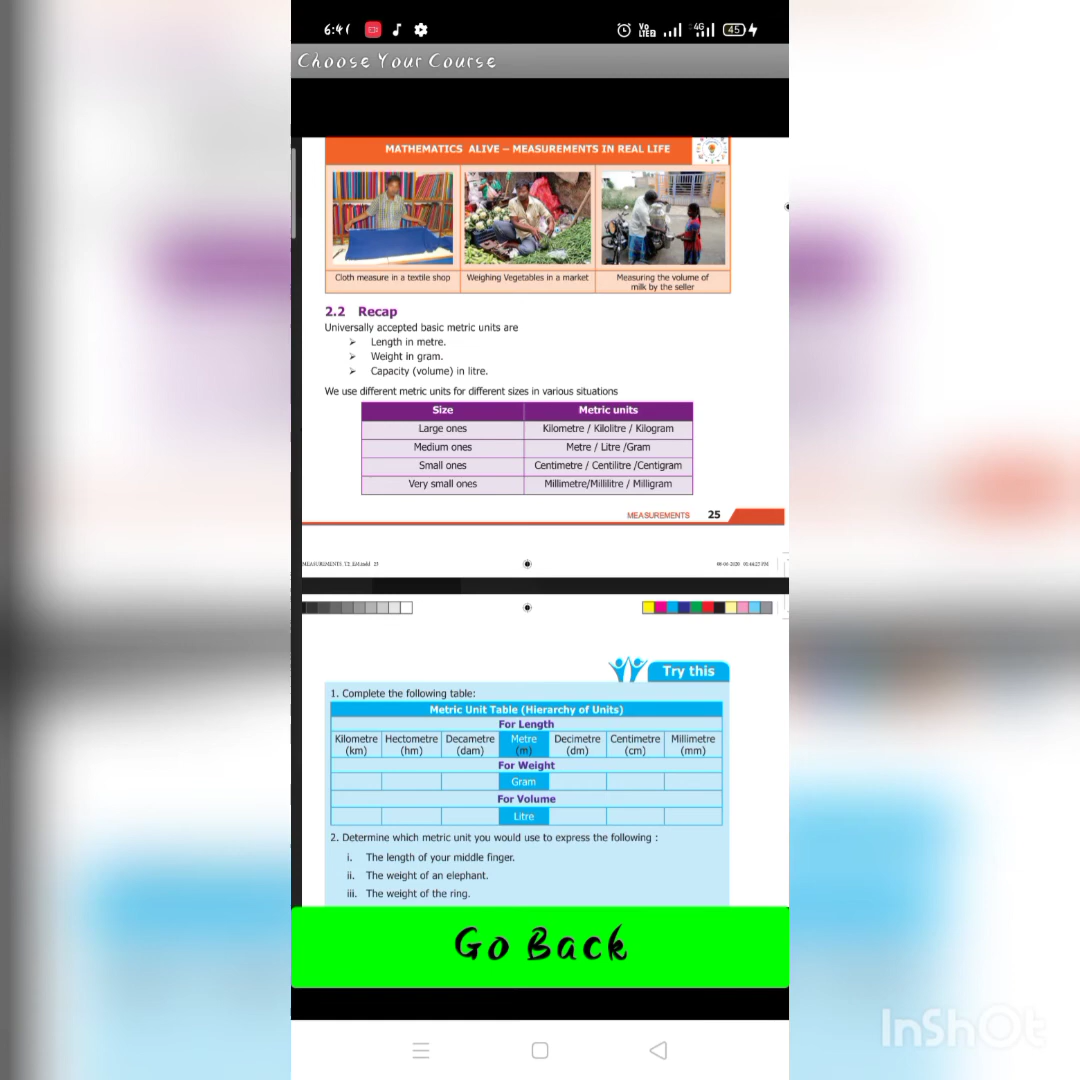 6:41
Vo LTE2 4G 45
Choose Your Course
MATHEMATICS ALIVE – MEASUREMENTS IN REAL LIFE
Cloth measure in a textile shop
Weighing Vegetables in a market
Measuring the volume of
milk by the seller
2.2 Recap
Universally accepted basic metric units are
➢ Length in metre.
➢ Weight in gram.
➢ Capacity (volume) in litre.
We use different metric units for different sizes in various situations
Size Metric units
Large ones Kilometre / Kilolitre / Kilogram
Medium ones Metre / Litre /Gram
Small ones Centimetre / Centilitre /Centigram
Very small ones Millimetre/Millilitre / Milligram
MEASUREMENTS 25
Try this
1. Complete the following table:
Metric Unit Table (Hierarchy of Units)
For Length
Kilometre Hectometre Decametre Metre Decimetre Centimetre Millimetre
(km) (hm) (dam) (m) (dm) (cm) (mm)
For Weight
Gram
For Volume
Litre
2. Determine which metric unit you would use to express the following :
i. The length of your middle finger.
ii. The weight of an elephant.
iii. The weight of the ring.
Go Back
InShOt